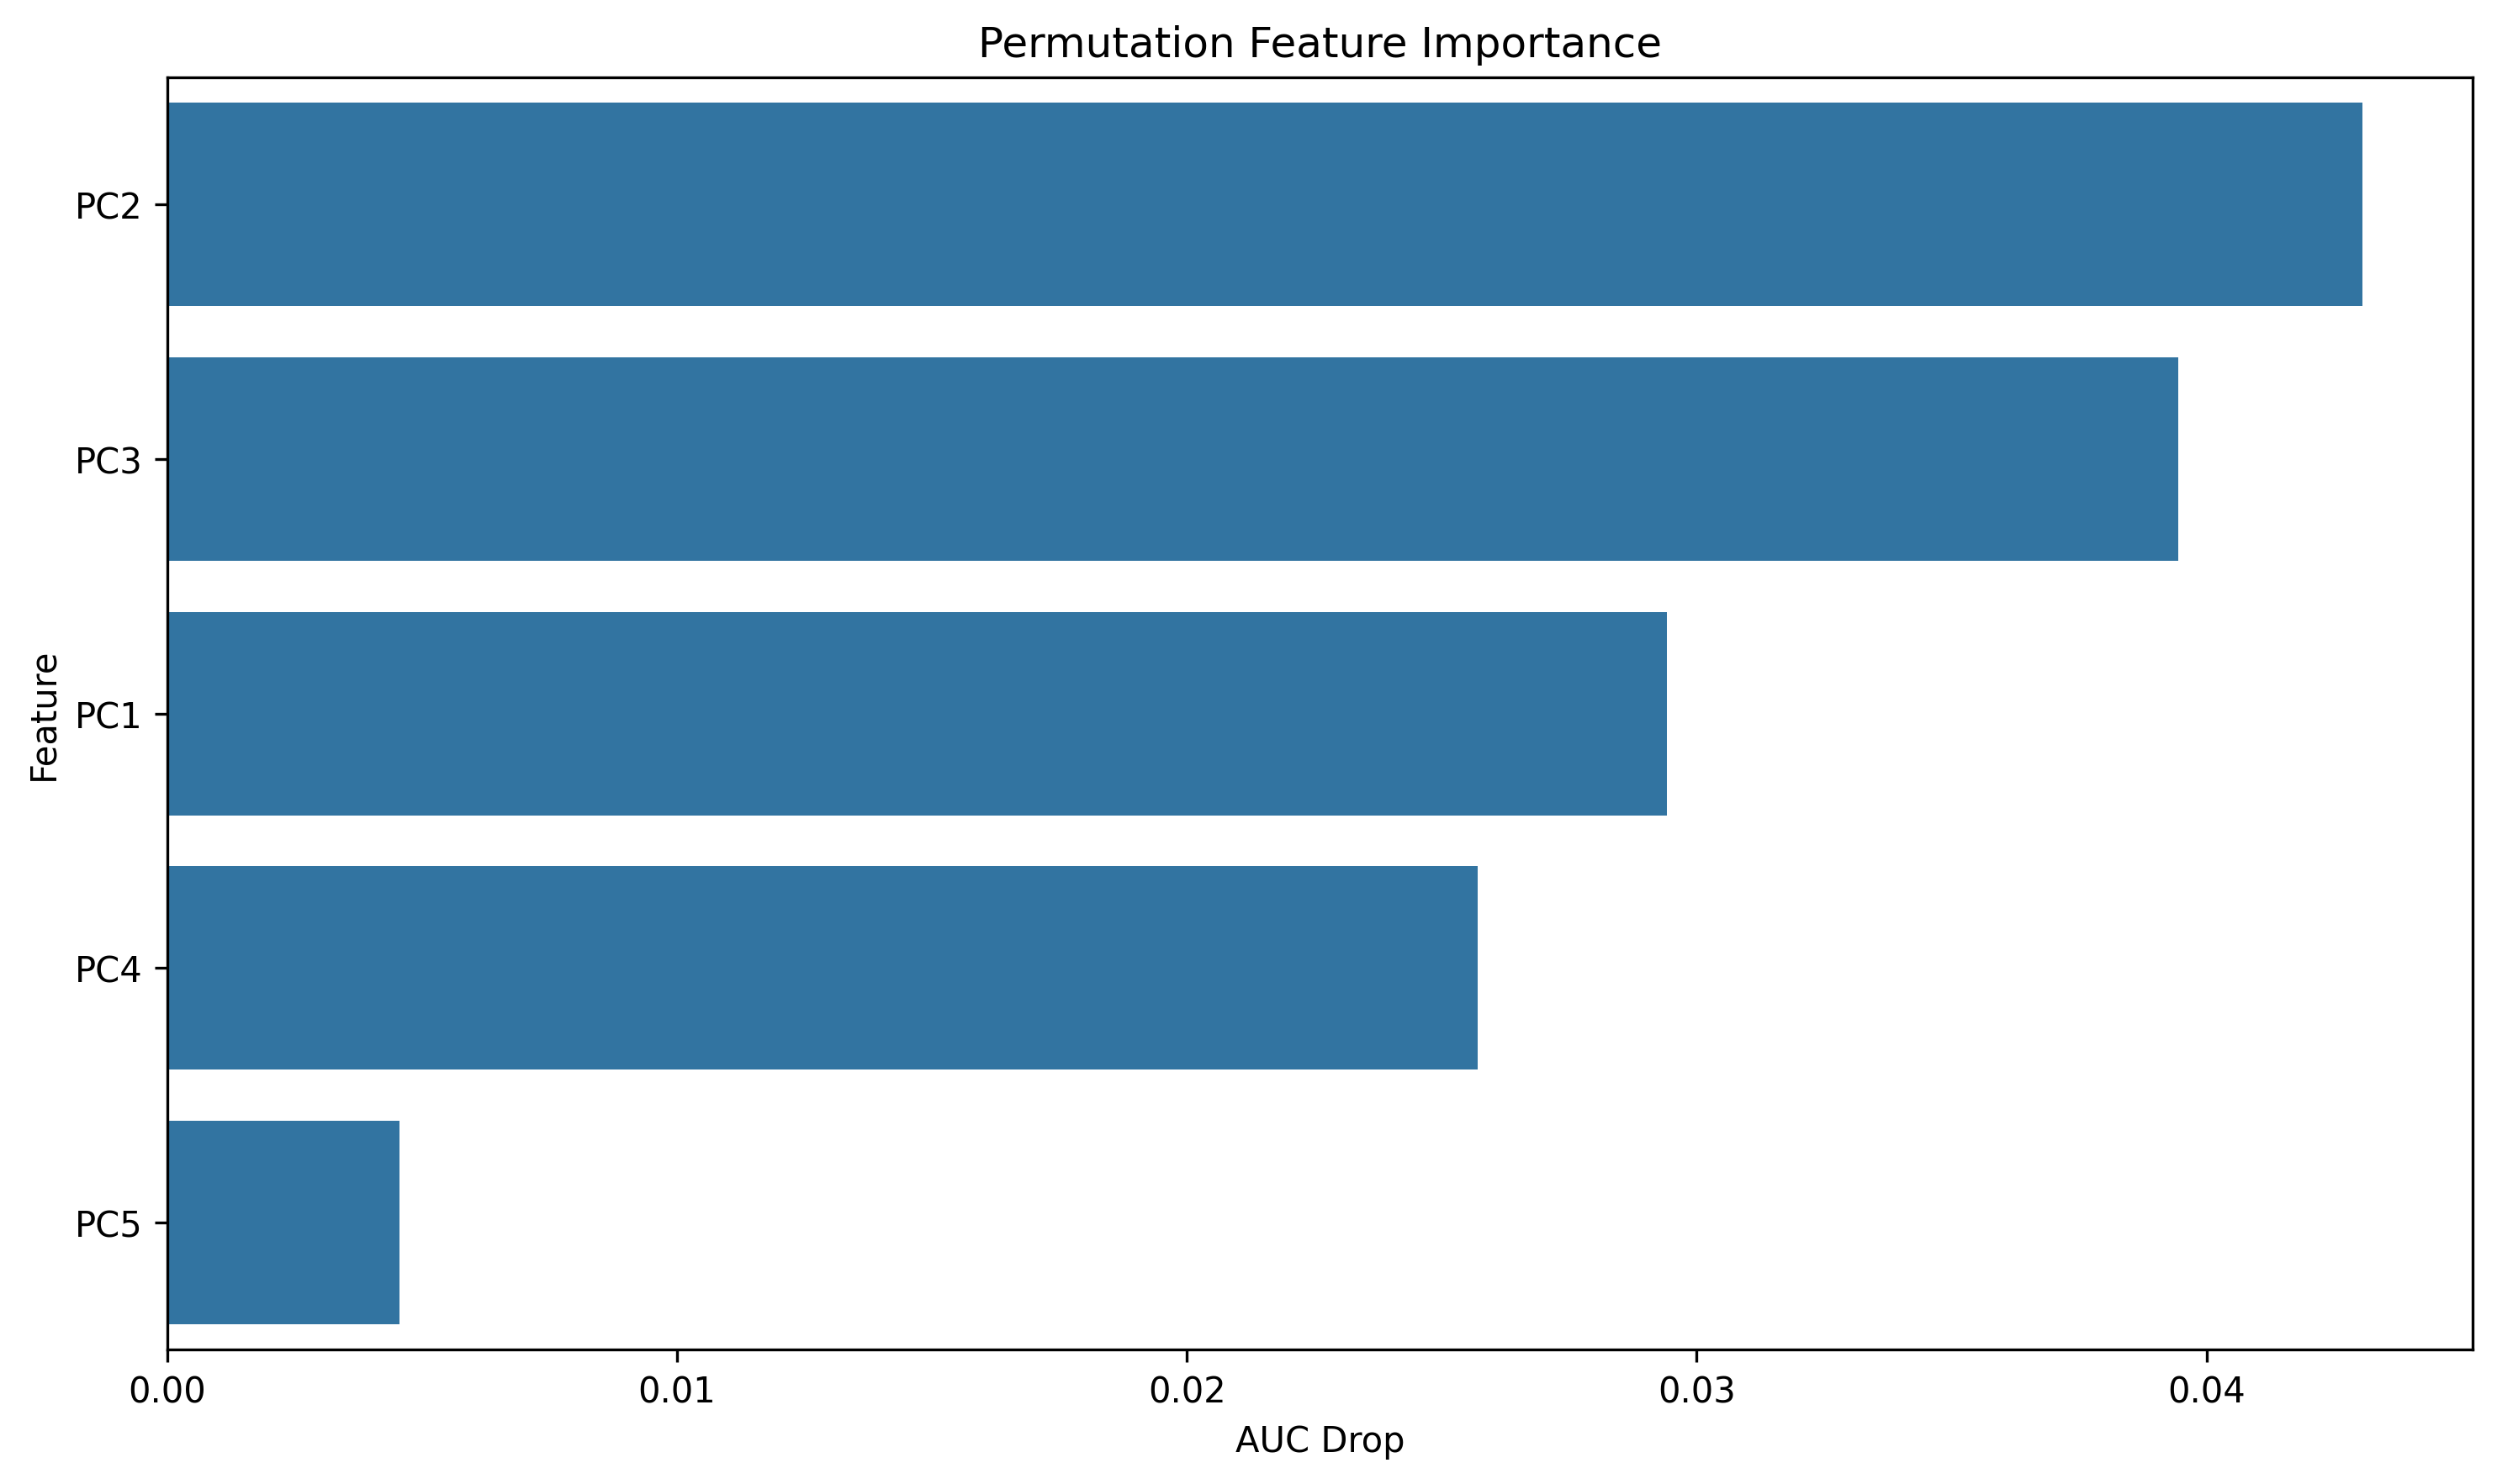 Permutation Feature Importance
Feature
PC2
PC3
PC1
PC4
PC5
0.00 0.01 0.02 0.03 0.04
AUC Drop